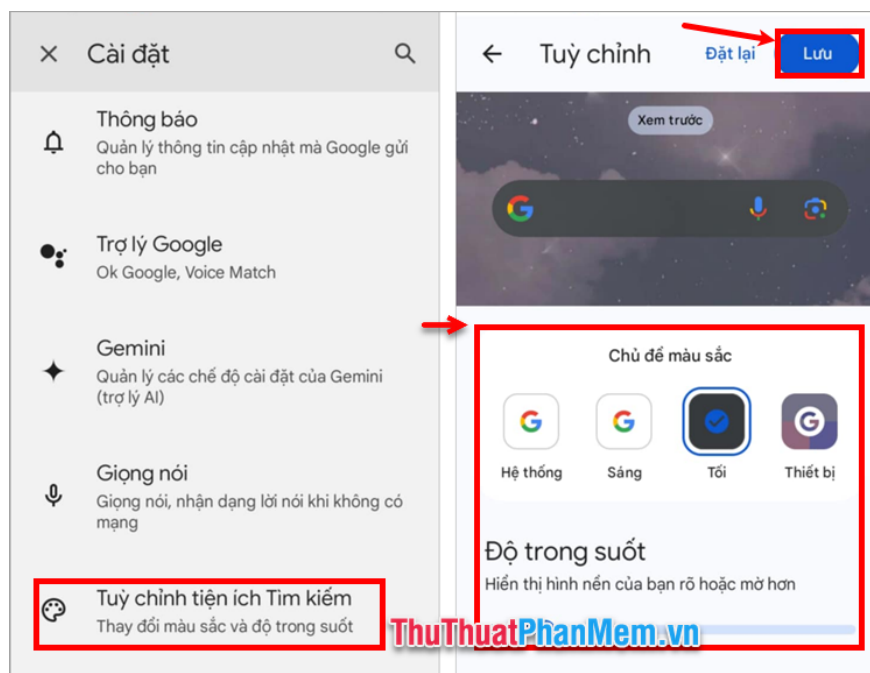 Cài đặt
Thông báo
Quản lý thông tin cập nhật mà Google gửi
cho bạn
Trợ lý Google
Ok Google, Voice Match
Gemini
Quản lý các chế độ cài đặt của Gemini
(trợ lý AI)
Giọng nói
Giọng nói, nhận dạng lời nói khi không có
mạng
Tuỳ chỉnh tiện ích Tìm kiếm
Thay đổi màu sắc và độ trong suốt
Tuỳ chỉnh
Đặt lại
Lưu
Xem trước
Chủ đề màu sắc
Hệ thống
Sáng
Tối
Thiết bị
Độ trong suốt
Hiển thị hình nền của bạn rõ hoặc mờ hơn
ThuThuatPhanMem.vn